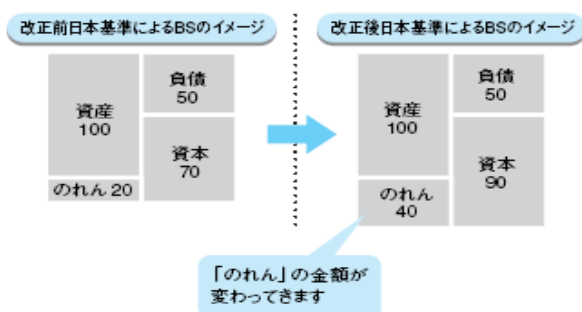 改正前日本基準によるBSのイメージ
資産
100
負債
50
資本
70
のれん 20
改正後日本基準によるBSのイメージ
資産
100
負債
50
資本
90
のれん
40
「のれん」の金額が
変わってきます